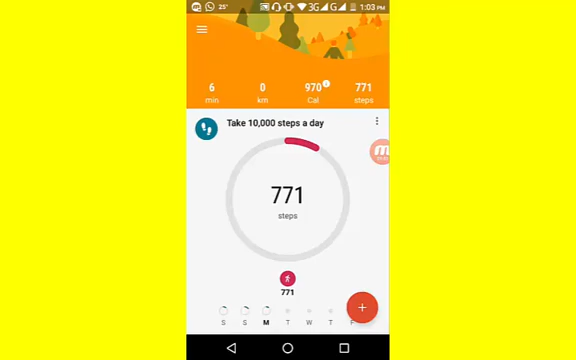 25° 3G G 1:03 PM
6 0 970 771
min km Cal steps
Take 10,000 steps a day
771
steps
771
S S M T W T F